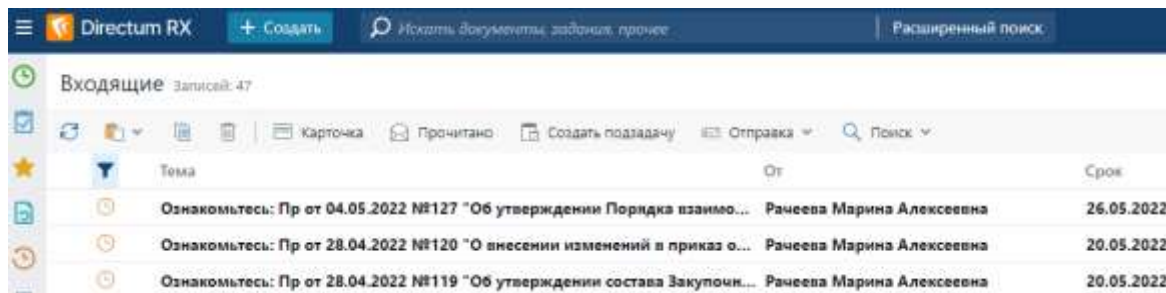 Directum RX
+ Создать
Искать документы, задания, прочее
Расширенный поиск
Входящие Записей: 47
Карточка Прочитано Создать подзадачу Отправка Поиск
Тема От Срок
Ознакомьтесь: Пр от 04.05.2022 №127 "Об утверждении Порядка взаимо... Рачеева Марина Алексеевна 26.05.2022
Ознакомьтесь: Пр от 28.04.2022 №120 "О внесении изменений в приказ о... Рачеева Марина Алексеевна 20.05.2022
Ознакомьтесь: Пр от 28.04.2022 №119 "Об утверждении состава Закупочн... Рачеева Марина Алексеевна 20.05.2022